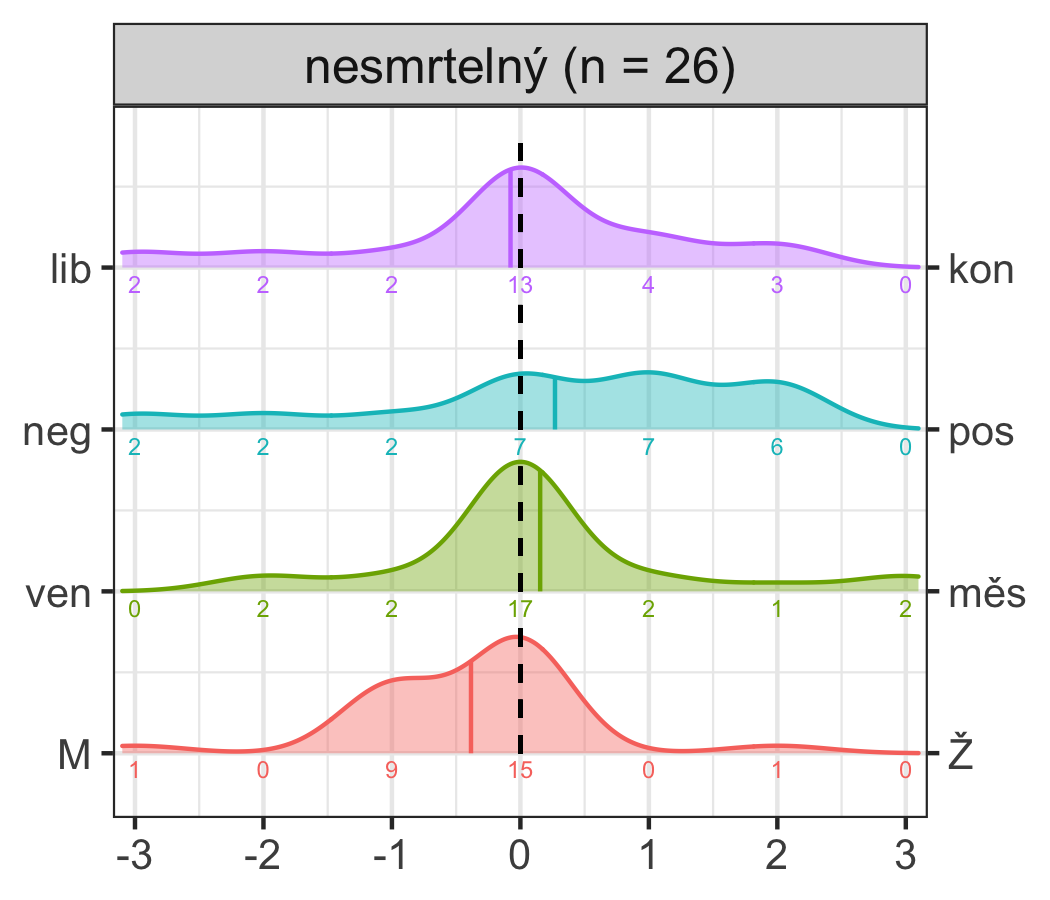 nesmrtelný (n = 26)
lib kon
2 2 2 13 4 3 0
neg pos
2 2 2 7 7 6 0
ven měs
0 2 2 17 2 1 2
M Ž
1 0 9 15 0 1 0
-3 -2 -1 0 1 2 3